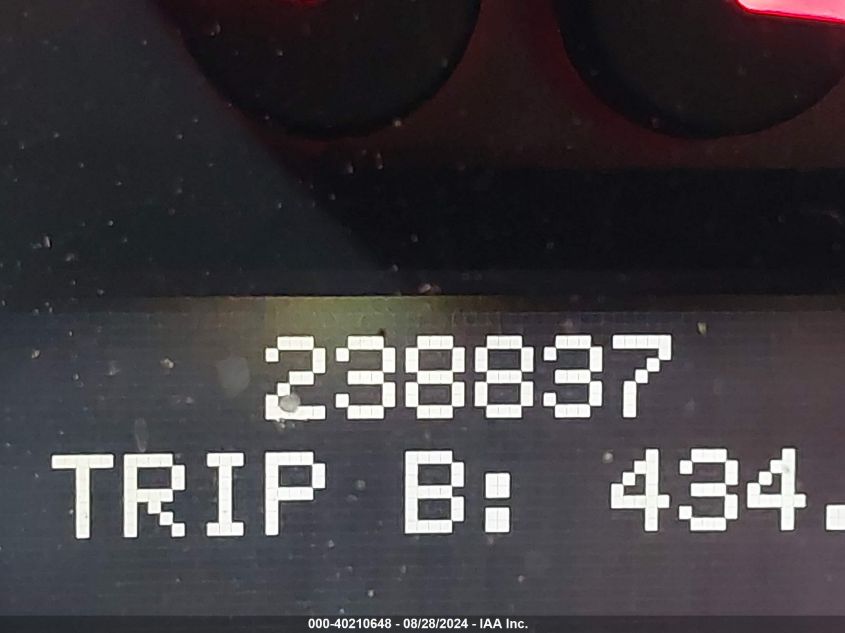 238837
TRIP B: 434.
000-40210648 - 08/28/2024 - IAA Inc.